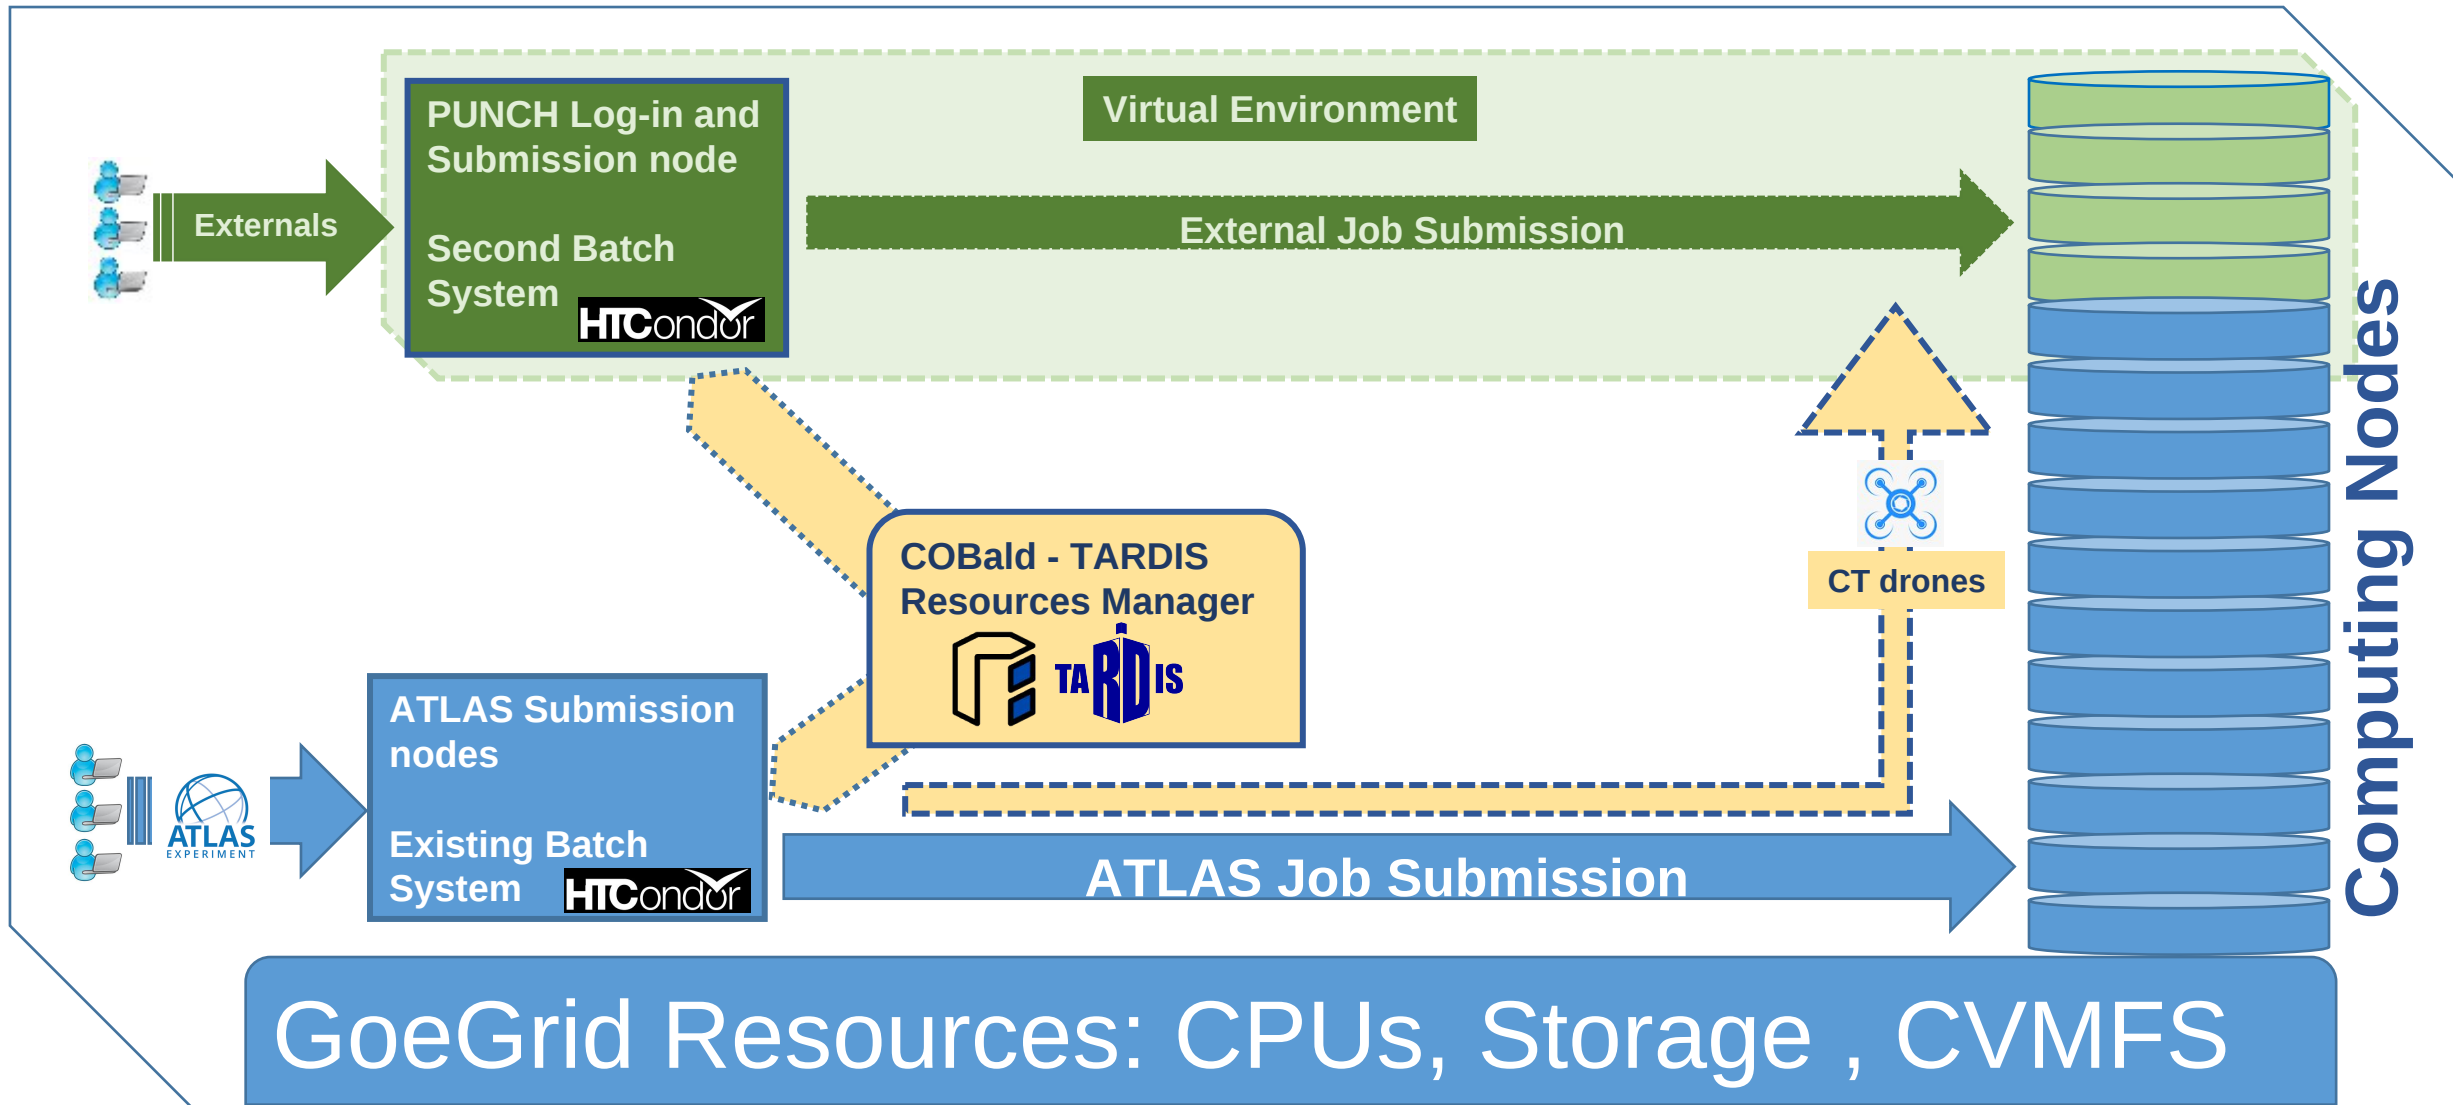 PUNCH Log-in and
Submission node
Second Batch
System
HTCondor
Virtual Environment
Externals
External Job Submission
COBald - TARDIS
Resources Manager
TARDIS
CT drones
Computing Nodes
ATLAS Submission
nodes
Existing Batch
System
HTCondor
ATLAS
EXPERIMENT
ATLAS Job Submission
GoeGrid Resources: CPUs, Storage , CVMFS